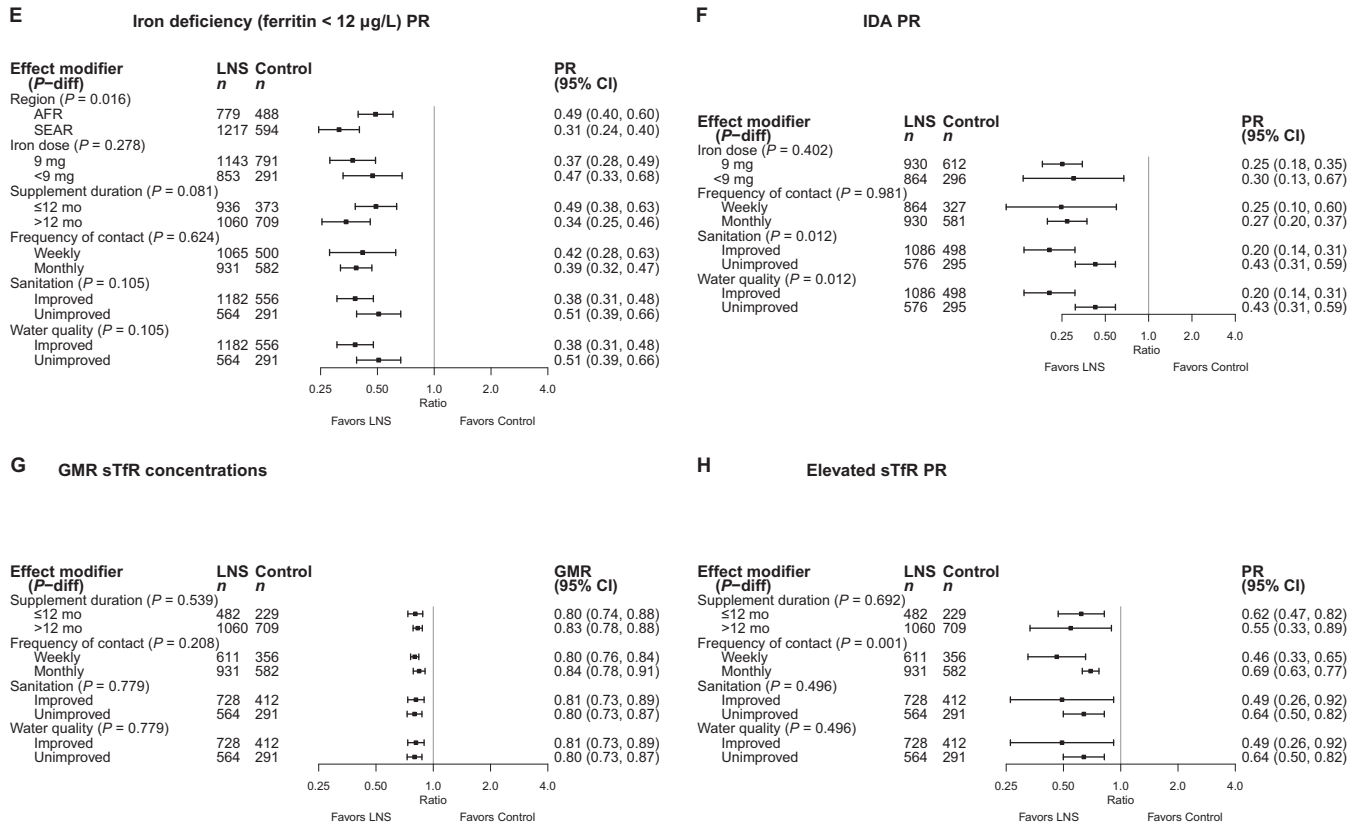 E Iron deficiency (ferritin < 12 µg/L) PR
Effect modifier LNS Control PR
(P−diff) n n (95% CI)
Region (P = 0.016)
AFR 779 488 0.49 (0.40, 0.60)
SEAR 1217 594 0.31 (0.24, 0.40)
Iron dose (P = 0.278)
9 mg 1143 791 0.37 (0.28, 0.49)
<9 mg 853 291 0.47 (0.33, 0.68)
Supplement duration (P = 0.081)
≤12 mo 936 373 0.49 (0.38, 0.63)
>12 mo 1060 709 0.34 (0.25, 0.46)
Frequency of contact (P = 0.624)
Weekly 1065 500 0.42 (0.28, 0.63)
Monthly 931 582 0.39 (0.32, 0.47)
Sanitation (P = 0.105)
Improved 1182 556 0.38 (0.31, 0.48)
Unimproved 564 291 0.51 (0.39, 0.66)
Water quality (P = 0.105)
Improved 1182 556 0.38 (0.31, 0.48)
Unimproved 564 291 0.51 (0.39, 0.66)
0.25 0.50 1.0 2.0 4.0
Ratio
Favors LNS Favors Control
F IDA PR
Effect modifier LNS Control PR
(P−diff) n n (95% CI)
Iron dose (P = 0.402)
9 mg 930 612 0.25 (0.18, 0.35)
<9 mg 864 296 0.30 (0.13, 0.67)
Frequency of contact (P = 0.981)
Weekly 864 327 0.25 (0.10, 0.60)
Monthly 930 581 0.27 (0.20, 0.37)
Sanitation (P = 0.012)
Improved 1086 498 0.20 (0.14, 0.31)
Unimproved 576 295 0.43 (0.31, 0.59)
Water quality (P = 0.012)
Improved 1086 498 0.20 (0.14, 0.31)
Unimproved 576 295 0.43 (0.31, 0.59)
0.25 0.50 1.0 2.0 4.0
Ratio
Favors LNS Favors Control
G GMR sTfR concentrations
Effect modifier LNS Control GMR
(P−diff) n n (95% CI)
Supplement duration (P = 0.539)
≤12 mo 482 229 0.80 (0.74, 0.88)
>12 mo 1060 709 0.83 (0.78, 0.88)
Frequency of contact (P = 0.208)
Weekly 611 356 0.80 (0.76, 0.84)
Monthly 931 582 0.84 (0.78, 0.91)
Sanitation (P = 0.779)
Improved 728 412 0.81 (0.73, 0.89)
Unimproved 564 291 0.80 (0.73, 0.87)
Water quality (P = 0.779)
Improved 728 412 0.81 (0.73, 0.89)
Unimproved 564 291 0.80 (0.73, 0.87)
0.25 0.50 1.0 2.0 4.0
Ratio
Favors LNS Favors Control
H Elevated sTfR PR
Effect modifier LNS Control PR
(P−diff) n n (95% CI)
Supplement duration (P = 0.692)
≤12 mo 482 229 0.62 (0.47, 0.82)
>12 mo 1060 709 0.55 (0.33, 0.89)
Frequency of contact (P = 0.001)
Weekly 611 356 0.46 (0.33, 0.65)
Monthly 931 582 0.69 (0.63, 0.77)
Sanitation (P = 0.496)
Improved 728 412 0.49 (0.26, 0.92)
Unimproved 564 291 0.64 (0.50, 0.82)
Water quality (P = 0.496)
Improved 728 412 0.49 (0.26, 0.92)
Unimproved 564 291 0.64 (0.50, 0.82)
0.25 0.50 1.0 2.0 4.0
Ratio
Favors LNS Favors Control